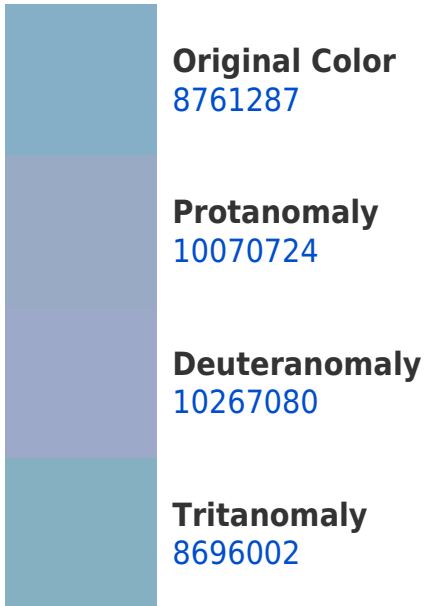 Original Color
8761287
Protanomaly
10070724
Deuteranomaly
10267080
Tritanomaly
8696002